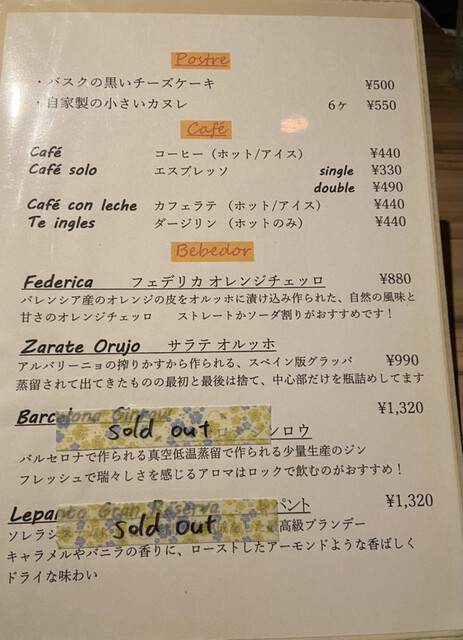 Postre
・バスクの黒いチーズケーキ ¥500
・自家製の小さいカヌレ 6ヶ ¥550
Café
Café コーヒー（ホット/アイス） ¥440
Café solo エスプレッソ single ¥330
double ¥490
Café con leche カフェラテ （ホット/アイス） ¥440
Te ingles ダージリン （ホットのみ） ¥440
Bebedor
Federica フェデリカ オレンジチェッロ ¥880
バレンシア産のオレンジの皮をオルッホに漬け込み作られた、自然の風味と
甘さのオレンジチェッロ ストレートかソーダ割りがおすすめです！
Zarate Orujo サラテ オルッホ ¥990
アルバリーニョの搾りかすから作られる、スペイン版グラッパ
蒸留されて出てきたものの最初と最後は捨て、中心部だけを瓶詰めしてます
Barcelona ¥1,320
sold out
ジンロウ
バルセロナで作られる真空低温蒸留で作られる少量生産のジン
フレッシュで瑞々しさを感じるアロマはロックで飲むのがおすすめ！
Lepanto Gran Reserva パント ¥1,320
sold out
ソレラシ 高級ブランデー
キャラメルやバニラの香りに、ローストしたアーモンドような香ばしく
ドライな味わい